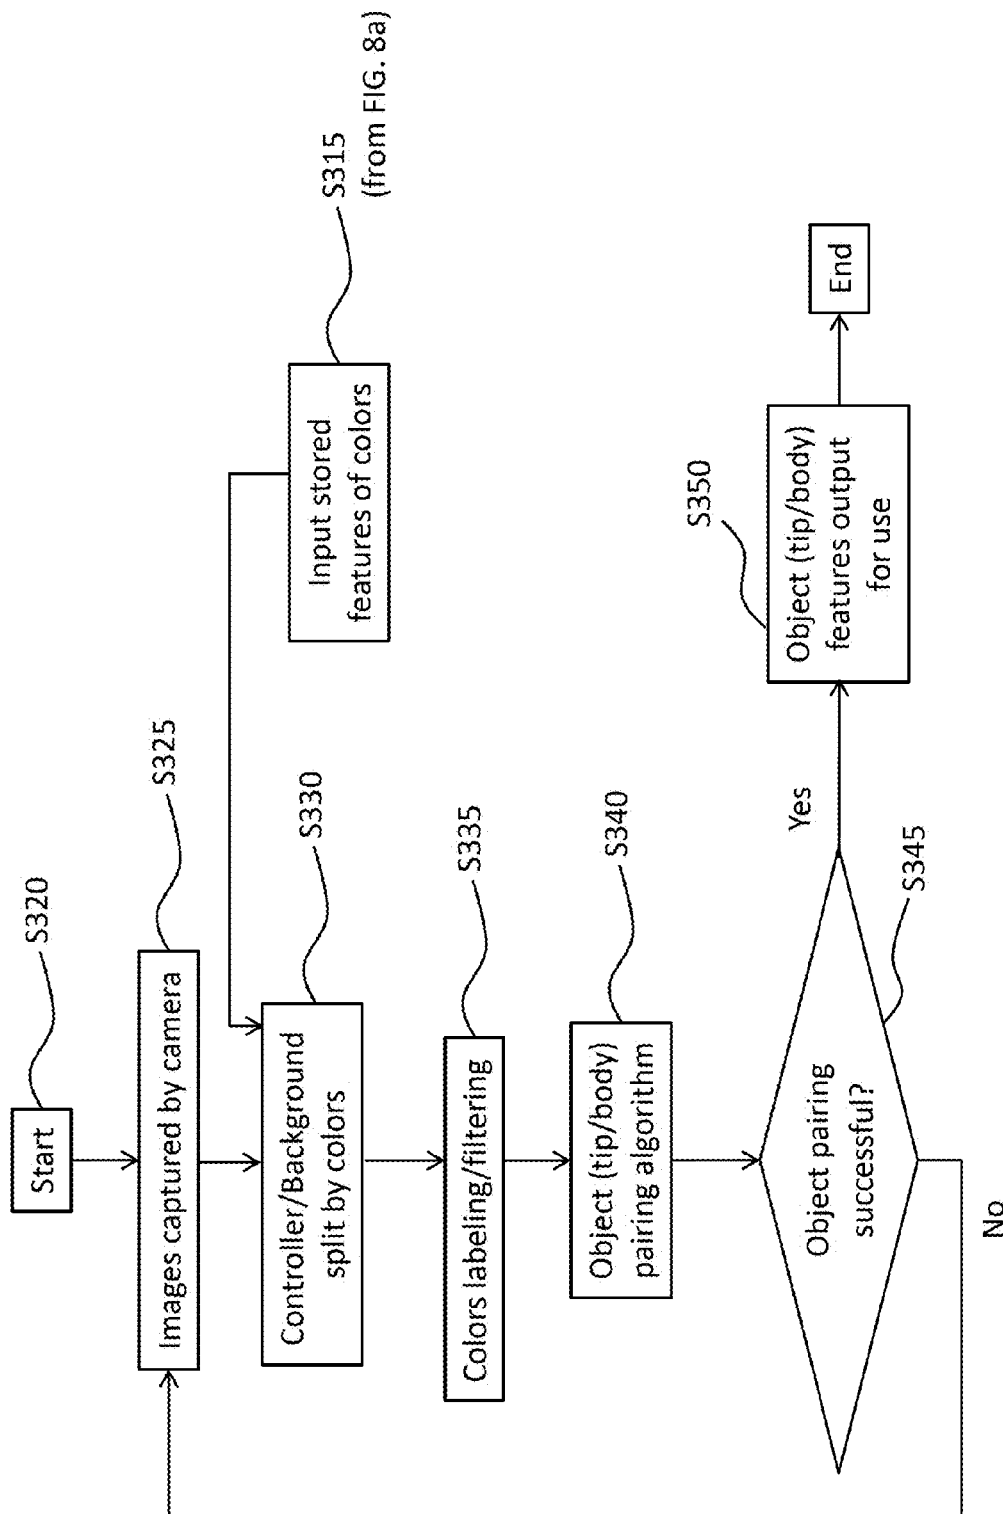 Start
S320
Images captured by camera
S325
Controller/Background
split by colors
S330
Input stored
features of colors
S315
(from FIG. 8a)
Colors labeling/filtering
S335
Object (tip/body)
pairing algorithm
S340
Object pairing
successful?
S345
Yes
No
Object (tip/body)
features output
for use
S350
End